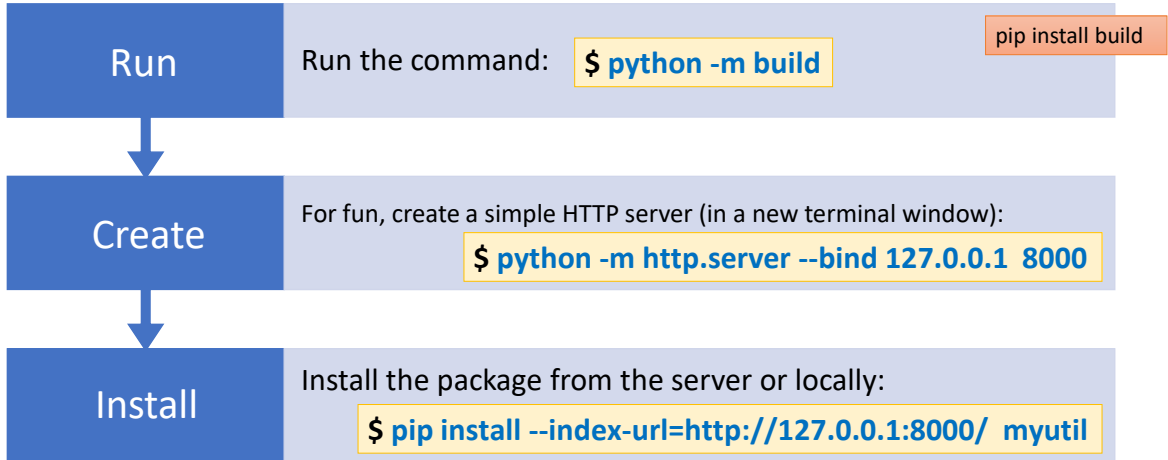 Run
Run the command:
$ python -m build
pip install build
Create
For fun, create a simple HTTP server (in a new terminal window):
$ python -m http.server --bind 127.0.0.1 8000
Install
Install the package from the server or locally:
$ pip install --index-url=http://127.0.0.1:8000/ myutil